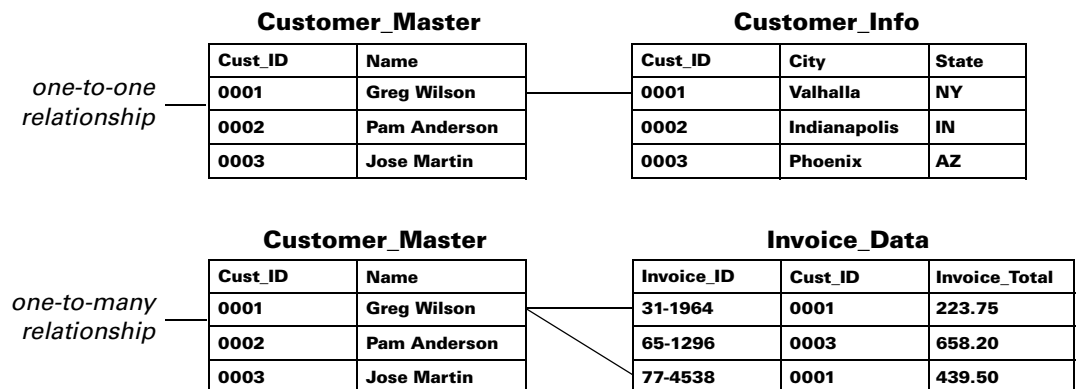 Customer_Master Customer_Info
Cust_ID Name Cust_ID City State
one-to-one relationship
0001 Greg Wilson 0001 Valhalla NY
0002 Pam Anderson 0002 Indianapolis IN
0003 Jose Martin 0003 Phoenix AZ
Customer_Master Invoice_Data
Cust_ID Name Invoice_ID Cust_ID Invoice_Total
one-to-many relationship
0001 Greg Wilson 31-1964 0001 223.75
0002 Pam Anderson 65-1296 0003 658.20
0003 Jose Martin 77-4538 0001 439.50